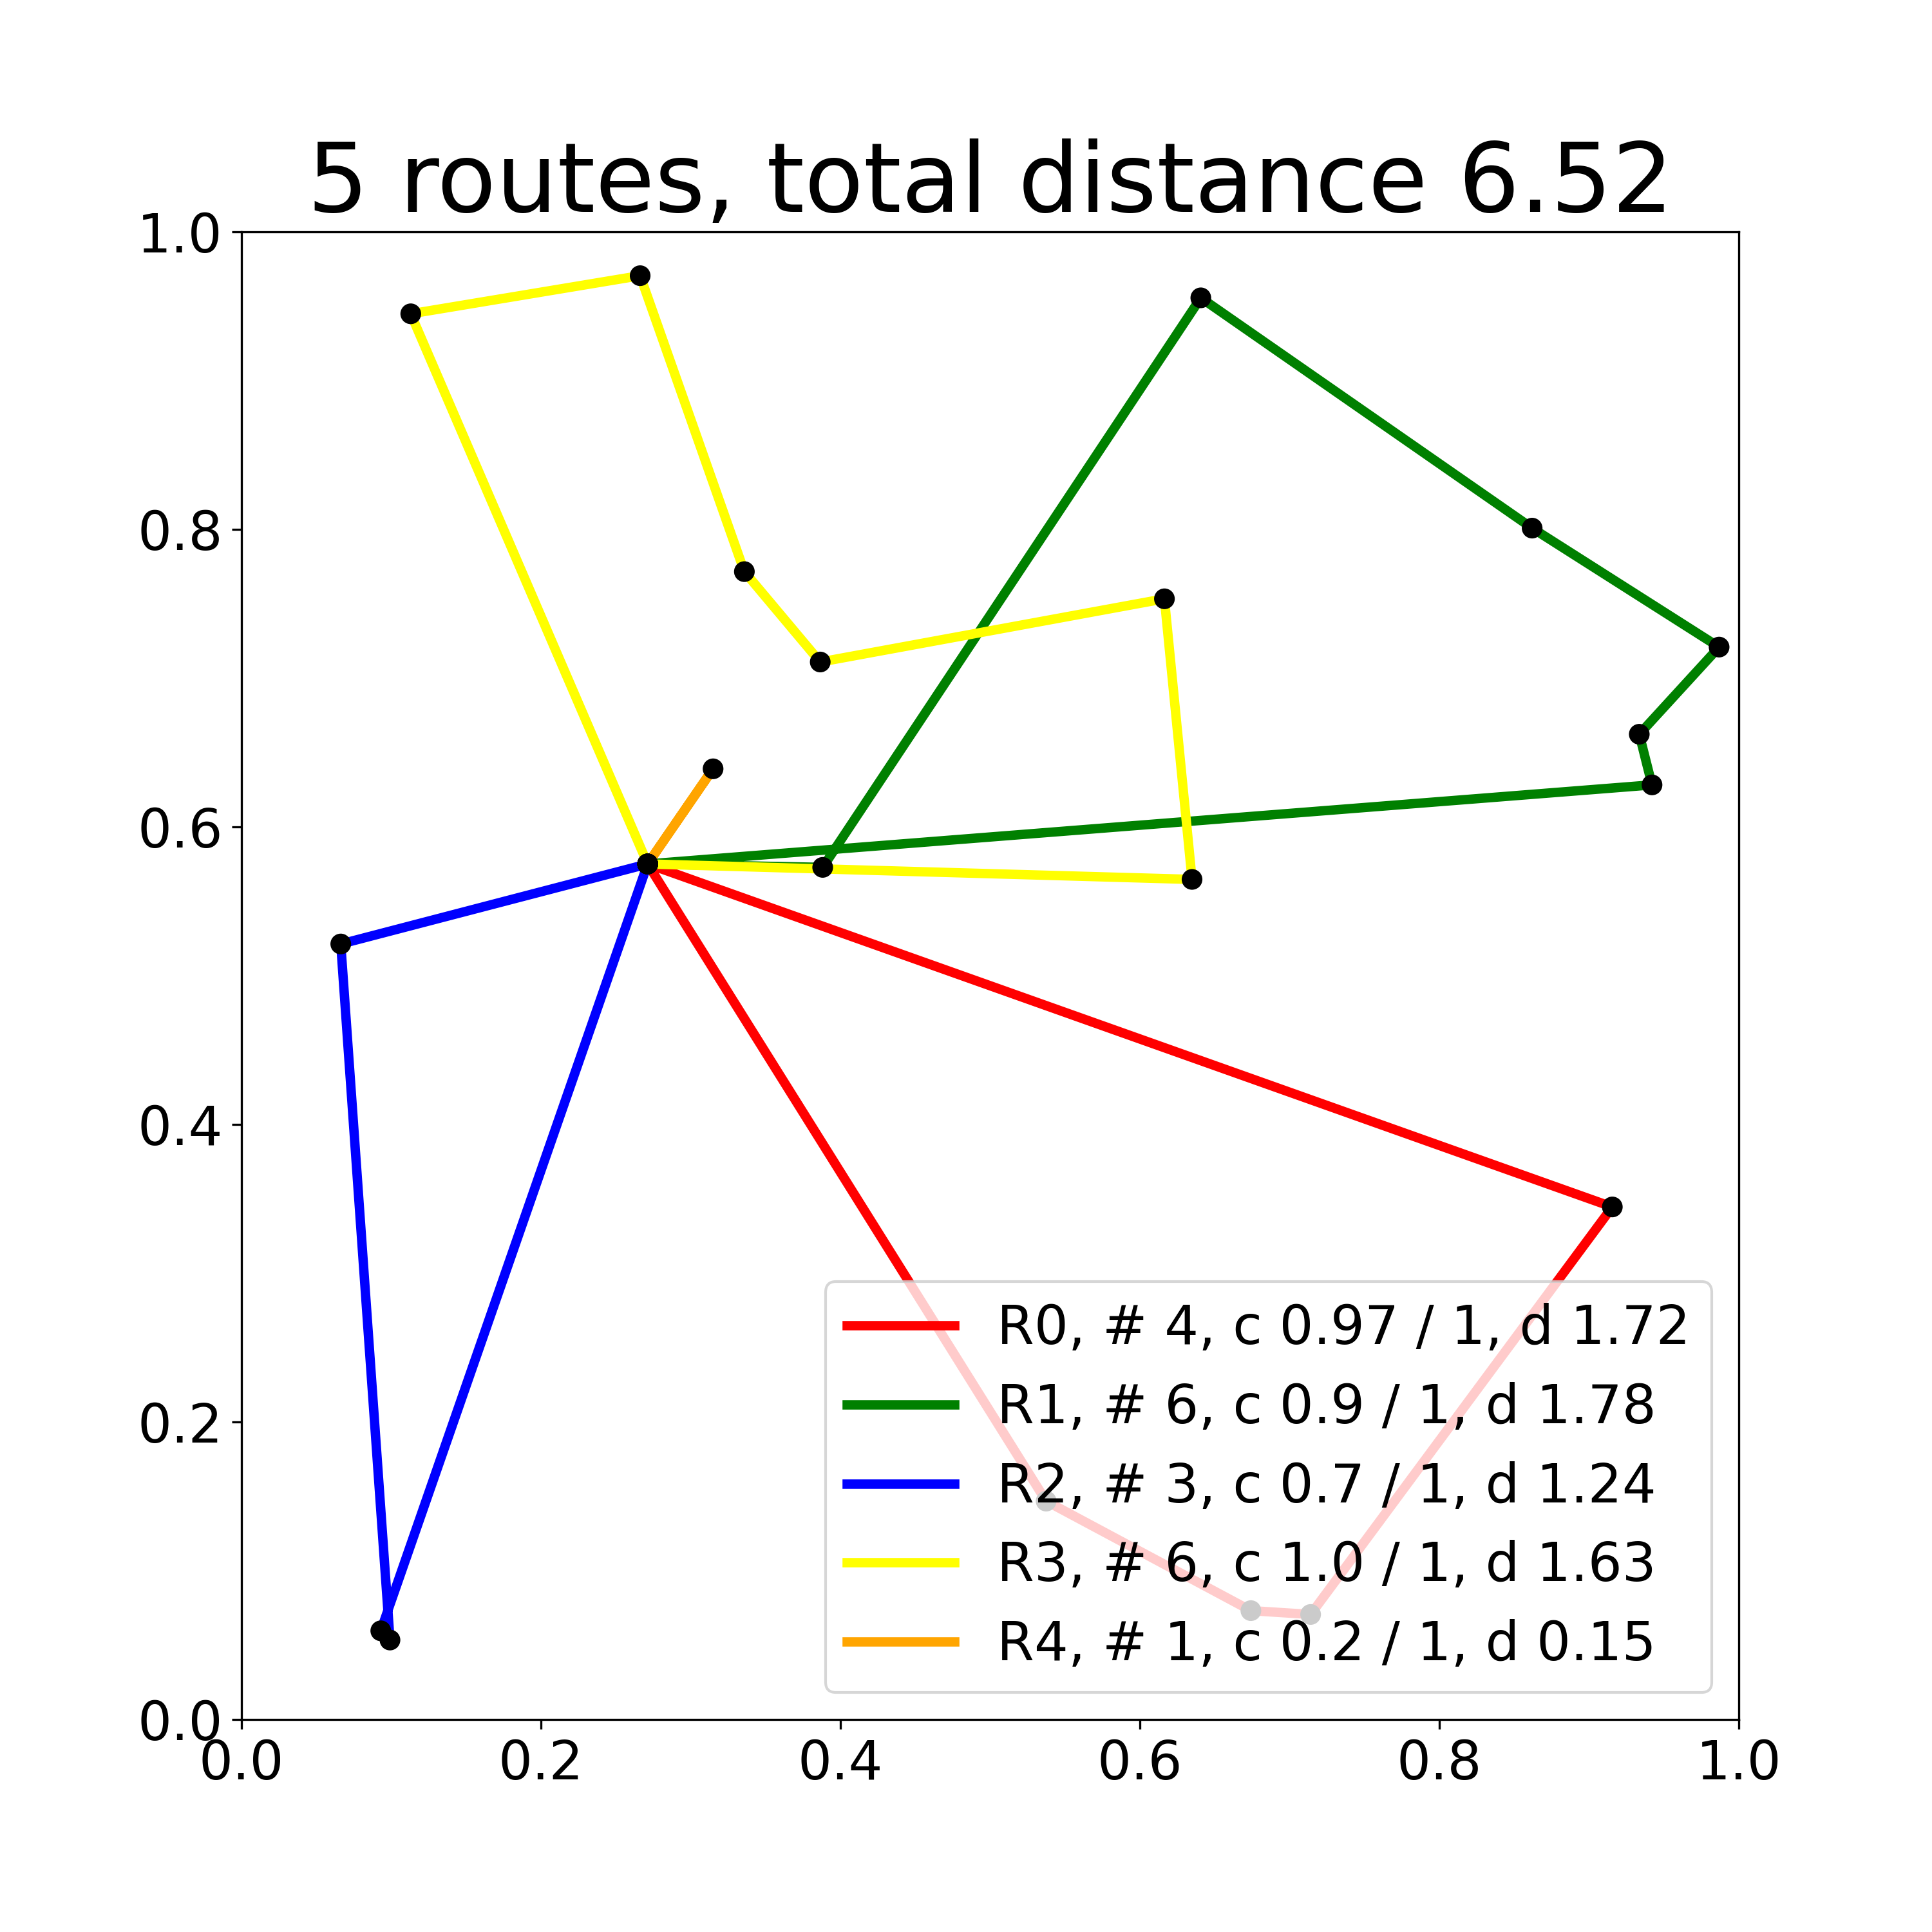 5 routes, total distance 6.52
1.0
0.8
0.6
0.4
0.2
0.0
R0, # 4, c 0.97 / 1, d 1.72
R1, # 6, c 0.9 / 1, d 1.78
R2, # 3, c 0.7 / 1, d 1.24
R3, # 6, c 1.0 / 1, d 1.63
R4, # 1, c 0.2 / 1, d 0.15
0.0 0.2 0.4 0.6 0.8 1.0